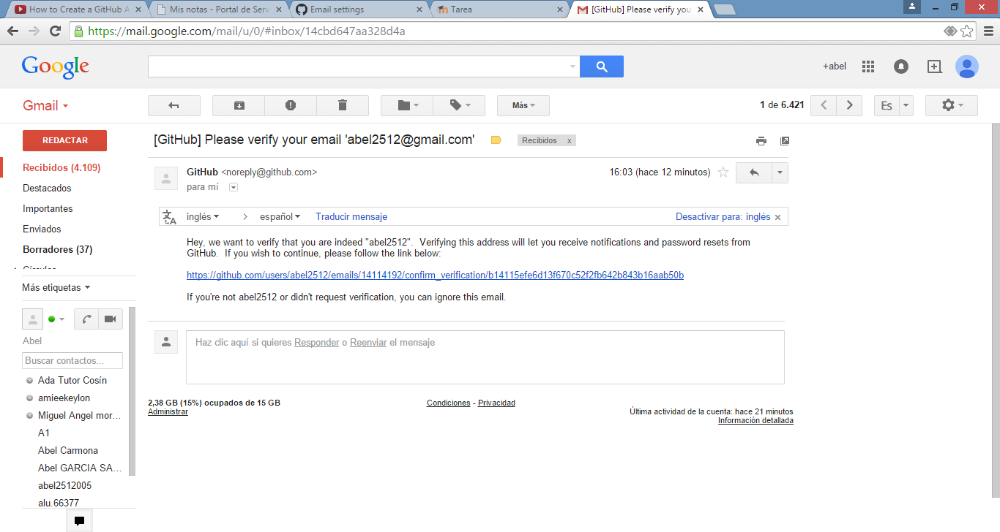 How to Create a GitHub A
Mis notas - Portal de Serv
Email settings
Tarea
[GitHub] Please verify you
https://mail.google.com/mail/u/0/#inbox/14cbd647aa328d4a
Google
+abel
Gmail
Más
1 de 6.421
Es
REDACTAR
[GitHub] Please verify your email 'abel2512@gmail.com'
Recibidos x
Recibidos (4.109)
Destacados
Importantes
Enviados
Borradores (37)
Círculos
Más etiquetas
Abel
Buscar contactos...
Ada Tutor Cosín
amieekeylon
Miguel Angel mor...
A1
Abel Carmona
Abel GARCIA SA...
abel2512005
alu.66377
GitHub <noreply@github.com>
16:03 (hace 12 minutos)
para mí
inglés > español Traducir mensaje
Desactivar para: inglés x
Hey, we want to verify that you are indeed "abel2512".  Verifying this address will let you receive notifications and password resets from
GitHub.  If you wish to continue, please follow the link below:
https://github.com/users/abel2512/emails/14114192/confirm_verification/b14115efe6d13f670c52f2fb642b843b16aab50b
If you're not abel2512 or didn't request verification, you can ignore this email.
Haz clic aquí si quieres Responder o Reenviar el mensaje
2,38 GB (15%) ocupados de 15 GB
Administrar
Condiciones - Privacidad
Última actividad de la cuenta: hace 21 minutos
Información detallada